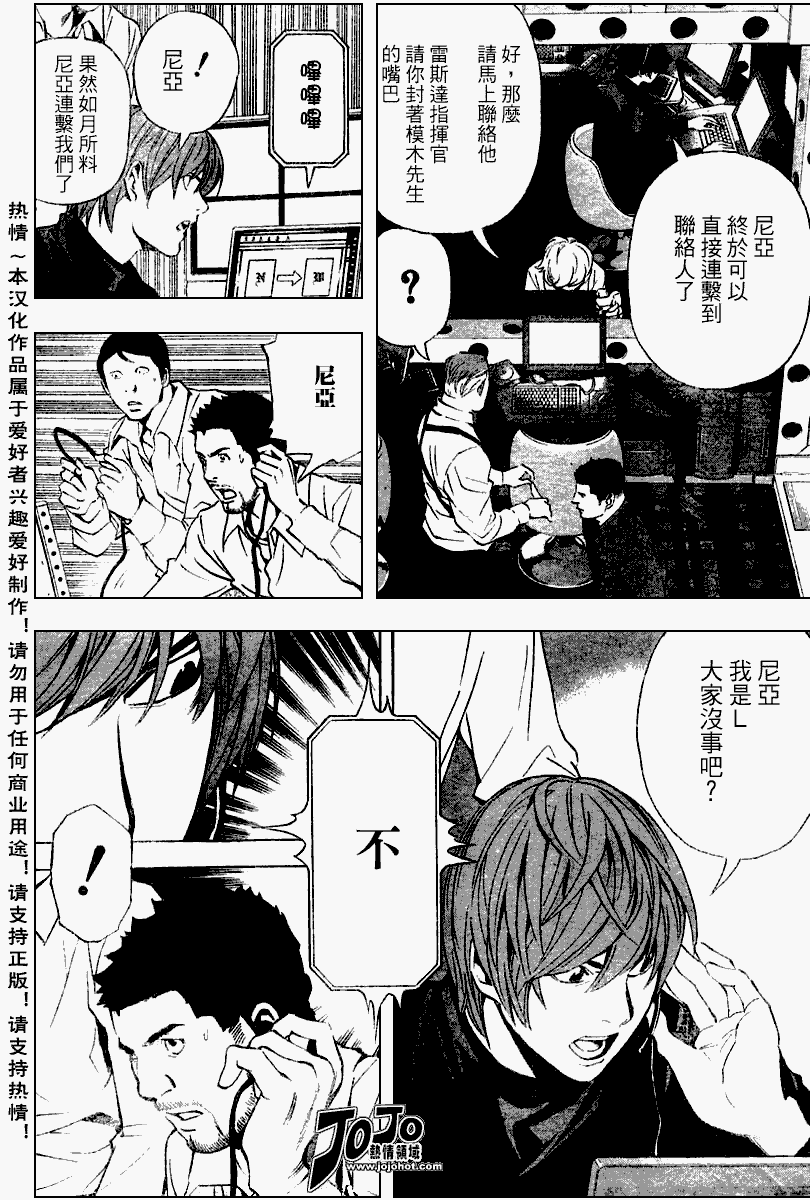 尼亞
終於可以
直接連繫到
聯絡人了
好，那麼
請馬上聯絡他
雷斯達指揮官
請你封著模木先生
的嘴巴
？
嗶嗶嗶
！
尼亞
果然如月所料
尼亞連繫我們了
尼亞
尼亞
我是L
大家沒事吧？
不
！
热情～本汉化作品属于爱好者兴趣爱好制作！请勿用于任何商业用途！请支持正版！请支持热情！
JOJO
熱情領域
www.jojohot.com